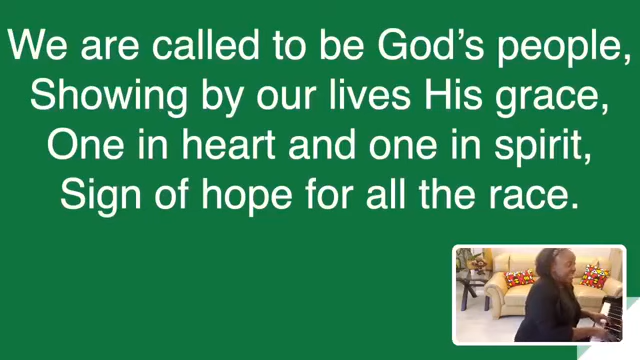 We are called to be God's people,
Showing by our lives His grace,
One in heart and one in spirit,
Sign of hope for all the race.